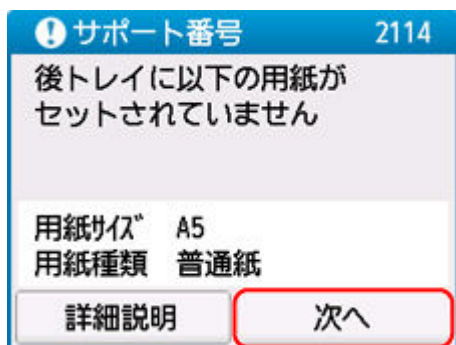 サポート番号 2114
後トレイに以下の用紙が
セットされていません
用紙サイズ A5
用紙種類 普通紙
詳細説明 次へ